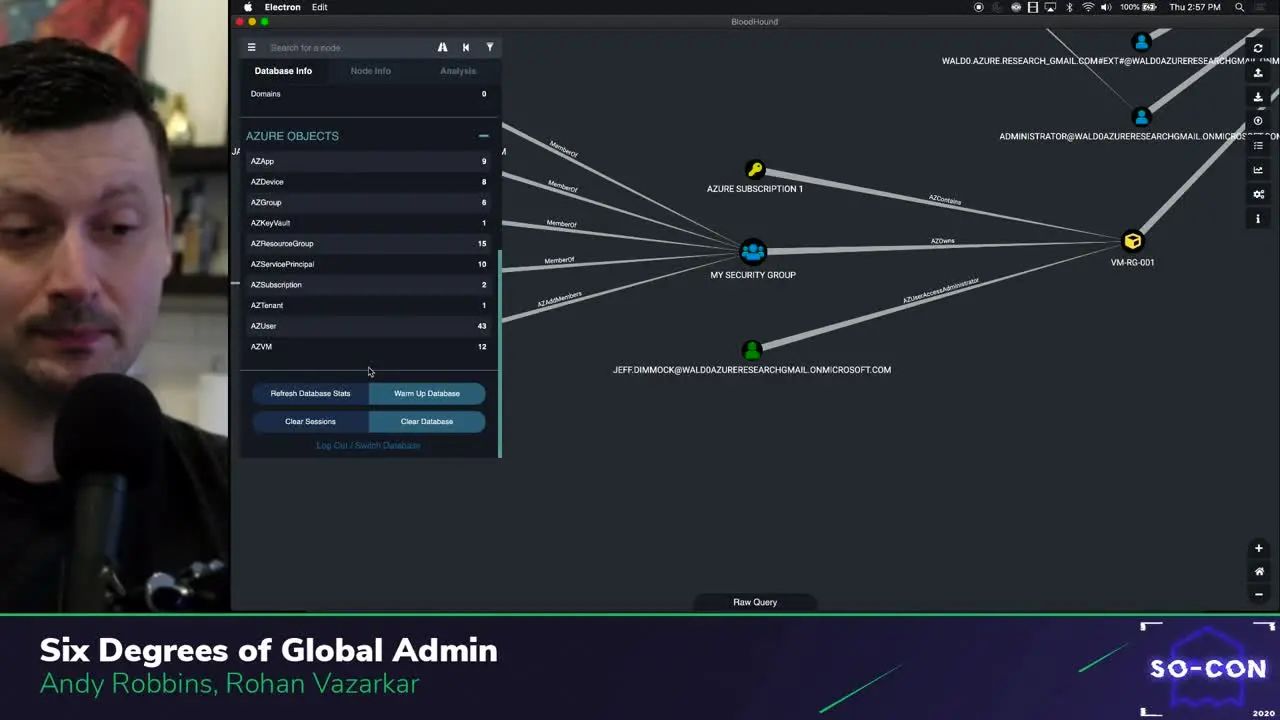 Electron Edit
100% Thu 2:57 PM
BloodHound
Search for a node
Database Info Node Info Analysis
Domains 0
AZURE OBJECTS
AZApp 9
AZDevice 8
AZGroup 6
AZKeyVault 1
AZResourceGroup 15
AZServicePrincipal 10
AZSubscription 2
AZTenant 1
AZUser 43
AZVM 12
Refresh Database Stats Warm Up Database
Clear Sessions Clear Database
Log Out / Switch Database
MemberOf
MemberOf
MemberOf
MemberOf
AZAddMembers
AZURE SUBSCRIPTION 1
AZContains
MY SECURITY GROUP
AZOwns
VM-RG-001
AZUserAccessAdministrator
JEFF.DIMMOCK@WALD0AZURERESEARCHGMAIL.ONMICROSOFT.COM
WALD0.AZURE.RESEARCH_GMAIL.COM#EXT#@WALD0AZURERESEARCHGMAIL.ONM
ADMINISTRATOR@WALD0AZURERESEARCHGMAIL.ONMICROSOFT.COM
Raw Query
Six Degrees of Global Admin
Andy Robbins, Rohan Vazarkar
SO-CON
2020